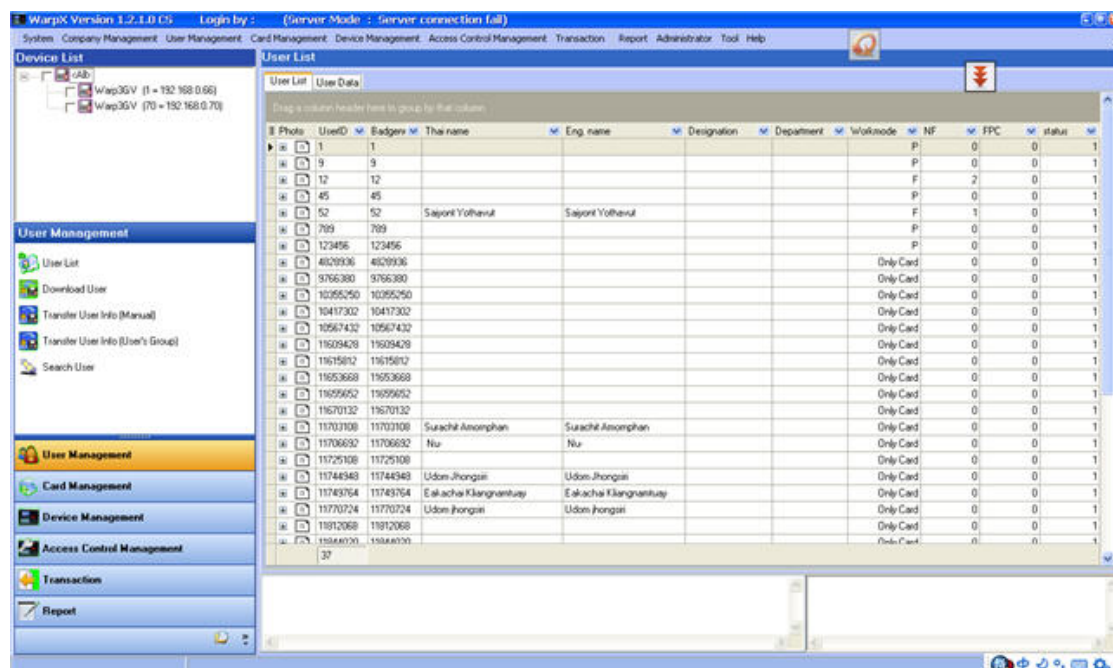 WarpX Version 1.2.1.0 CS Login by : (Server Mode : Server connection fail)
System Company Management User Management Card Management Device Management Access Control Management Transaction Report Administrator Tool Help
Device List
User List
Warp3GV (1 = 192.168.0.66)
Warp3GV (70 = 192.168.0.70)
User List User Data
Drag a column header here to group by that column
Photo UserID Badgeno Thai name Eng. name Designation Department Workmode NF FPC status
1 1 P 0 0 1
9 9 P 0 0 1
12 12 F 2 0 1
45 45 P 0 0 1
52 52 Saiyont Yothavut Saiyont Yothavut F 1 0 1
789 789 P 0 0 1
123456 123456 P 0 0 1
4828936 4828936 Only Card 0 0 1
9766380 9766380 Only Card 0 0 1
10355250 10355250 Only Card 0 0 1
10417302 10417302 Only Card 0 0 1
10567432 10567432 Only Card 0 0 1
11609428 11609428 Only Card 0 0 1
11615812 11615812 Only Card 0 0 1
11653668 11653668 Only Card 0 0 1
11655652 11655652 Only Card 0 0 1
11670132 11670132 Only Card 0 0 1
11703108 11703108 Surachit Amornphan Surachit Amornphan Only Card 0 0 1
11706692 11706692 Nui Nui Only Card 0 0 1
11725108 11725108 Only Card 0 0 1
11744948 11744948 Udom Jhongsiri Udom Jhongsiri Only Card 0 0 1
11749764 11749764 Eakachai Kliangnamtuay Eakachai Kliangnamtuay Only Card 0 0 1
11770724 11770724 Udom jhongsiri Udom jhongsiri Only Card 0 0 1
11812068 11812068 Only Card 0 0 1
11844020 11844020 Only Card 0 0 1
37
User Management
User List
Download User
Transfer User Info (Manual)
Transfer User Info (User's Group)
Search User
User Management
Card Management
Device Management
Access Control Management
Transaction
Report